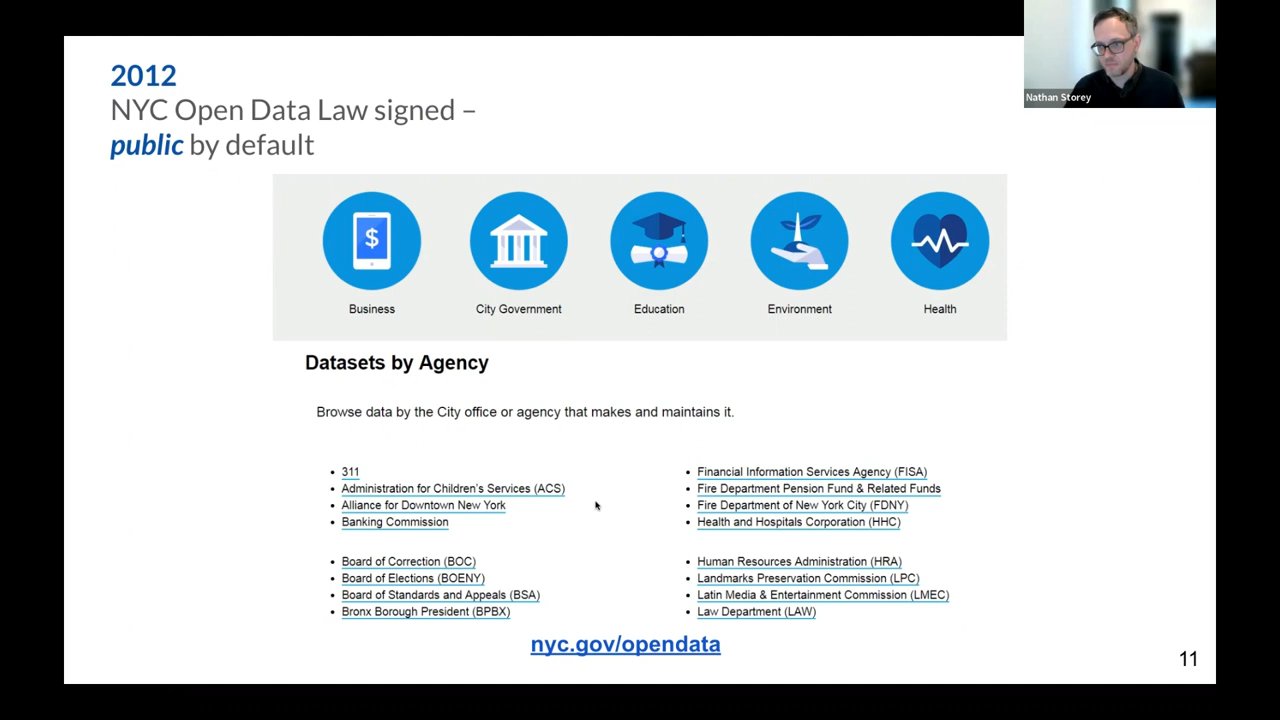 2012
NYC Open Data Law signed –
public by default
Nathan Storey
$
Business
City Government
Education
Environment
Health
Datasets by Agency
Browse data by the City office or agency that makes and maintains it.
311
Administration for Children's Services (ACS)
Alliance for Downtown New York
Banking Commission
Board of Correction (BOC)
Board of Elections (BOENY)
Board of Standards and Appeals (BSA)
Bronx Borough President (BPBX)
Financial Information Services Agency (FISA)
Fire Department Pension Fund & Related Funds
Fire Department of New York City (FDNY)
Health and Hospitals Corporation (HHC)
Human Resources Administration (HRA)
Landmarks Preservation Commission (LPC)
Latin Media & Entertainment Commission (LMEC)
Law Department (LAW)
nyc.gov/opendata
11